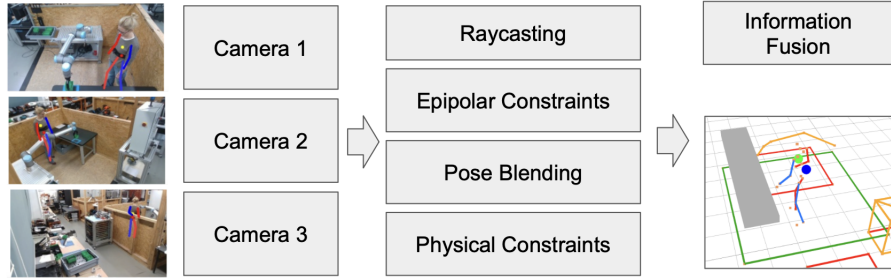 Camera 1
Camera 2
Camera 3
Raycasting
Epipolar Constraints
Pose Blending
Physical Constraints
Information
Fusion